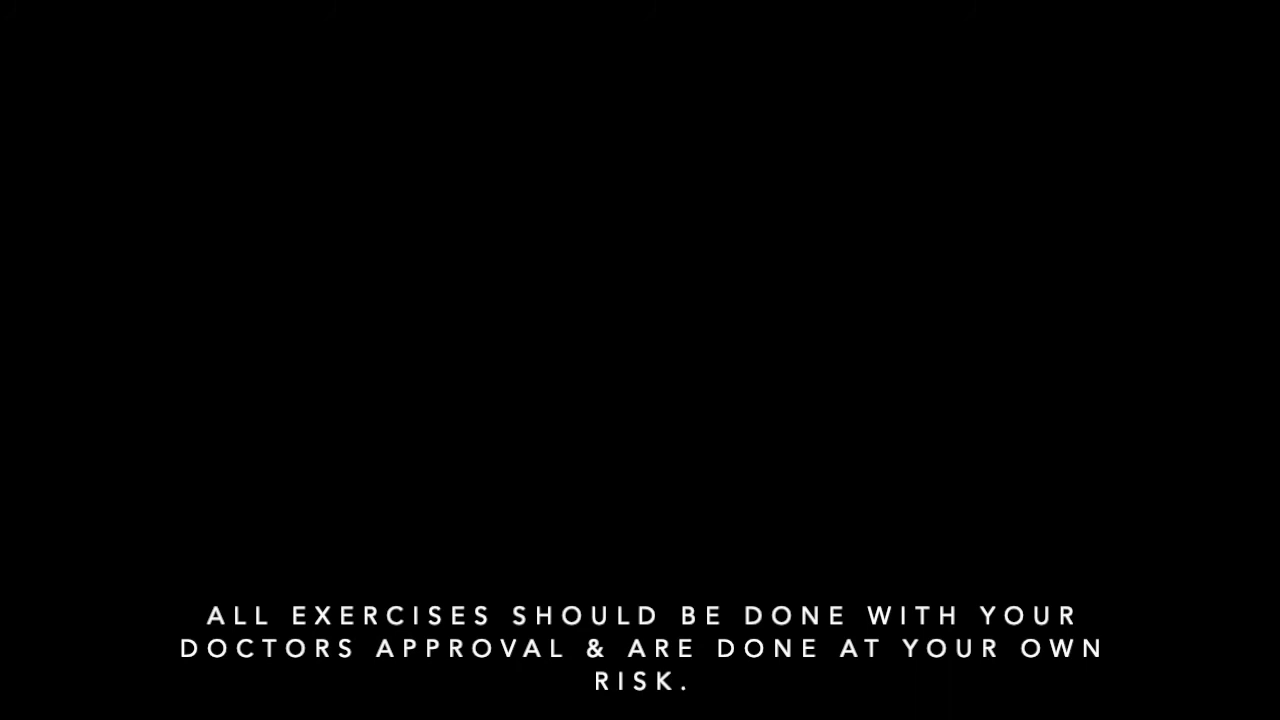 ALL EXERCISES SHOULD BE DONE WITH YOUR
DOCTORS APPROVAL & ARE DONE AT YOUR OWN
RISK.